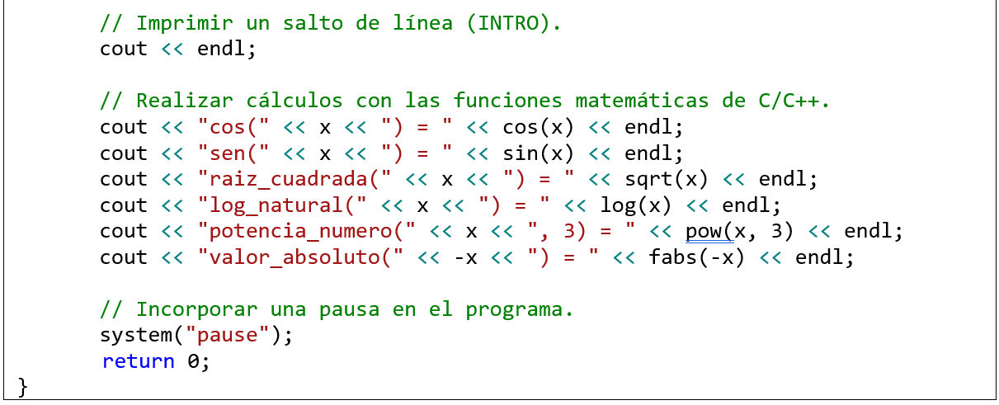 // Imprimir un salto de línea (INTRO).
cout << endl;
// Realizar cálculos con las funciones matemáticas de C/C++.
cout << "cos(" << x << ") = " << cos(x) << endl;
cout << "sen(" << x << ") = " << sin(x) << endl;
cout << "raiz_cuadrada(" << x << ") = " << sqrt(x) << endl;
cout << "log_natural(" << x << ") = " << log(x) << endl;
cout << "potencia_numero(" << x << ", 3) = " << pow(x, 3) << endl;
cout << "valor_absoluto(" << -x << ") = " << fabs(-x) << endl;
// Incorporar una pausa en el programa.
system("pause");
return 0;
}